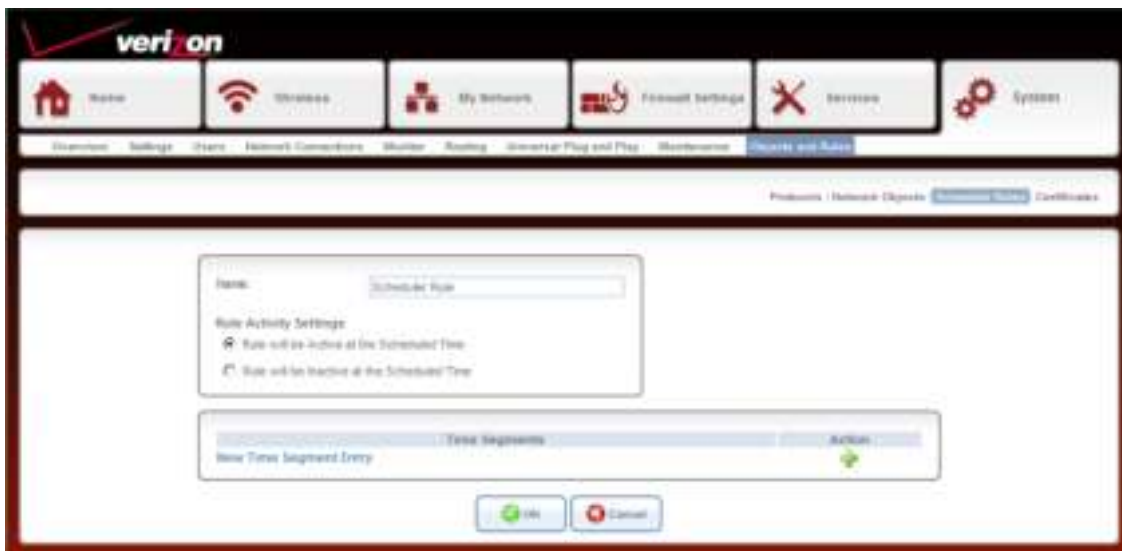 verizon
Home
Wireless
My Network
Firewall Settings
Services
System
Overview Settings Users Network Connections Monitor Routing Universal Plug and Play Maintenance Objects and Rules
Protocols Network Objects Scheduler Rules Certificates
Name: Scheduler Rule
Rule Activity Settings
Rule will be Active at the Scheduled Time
Rule will be Inactive at the Scheduled Time
Time Segments Action
New Time Segment Entry
OK Cancel